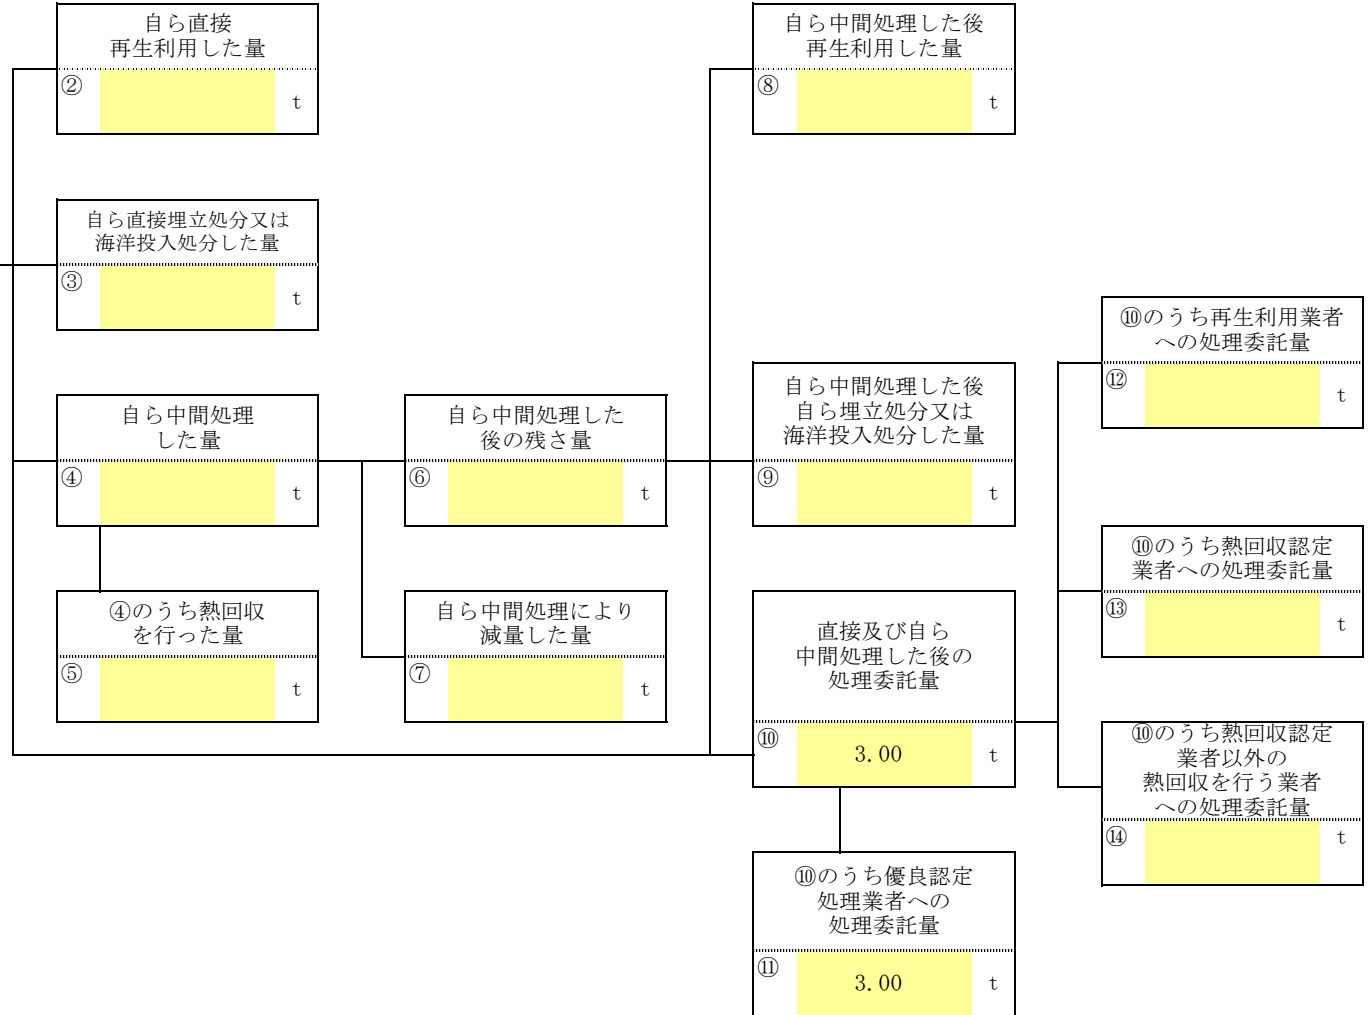 自ら直接
再生利用した量
② t
自ら直接埋立処分又は
海洋投入処分した量
③ t
自ら中間処理
した量
④ t
④のうち熱回収
を行った量
⑤ t
自ら中間処理した
後の残さ量
⑥ t
自ら中間処理により
減量した量
⑦ t
自ら中間処理した後
再生利用した量
⑧ t
自ら中間処理した後
自ら埋立処分又は
海洋投入処分した量
⑨ t
直接及び自ら
中間処理した後の
処理委託量
⑩ 3.00 t
⑩のうち優良認定
処理業者への
処理委託量
⑪ 3.00 t
⑩のうち再生利用業者
への処理委託量
⑫ t
⑩のうち熱回収認定
業者への処理委託量
⑬ t
⑩のうち熱回収認定
業者以外の
熱回収を行う業者
への処理委託量
⑭ t